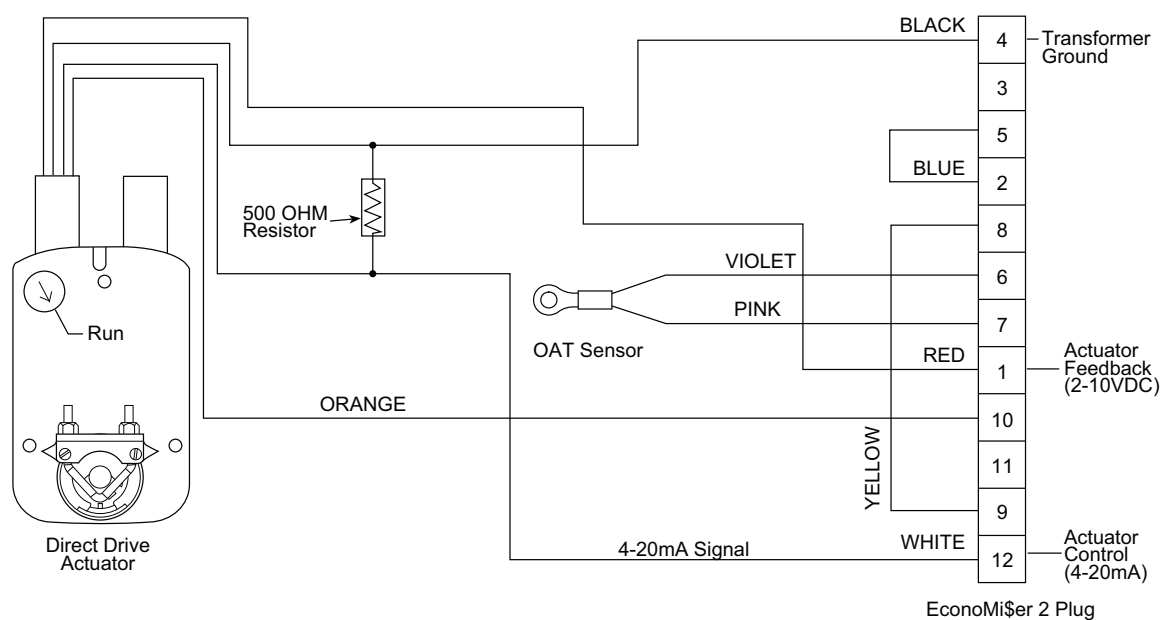 BLACK
4
Transformer
Ground
3
5
BLUE
2
500 OHM
Resistor
8
VIOLET
6
PINK
7
Run
OAT Sensor
RED
1
Actuator
Feedback
(2-10VDC)
ORANGE
10
YELLOW
11
9
4-20mA Signal
WHITE
12
Actuator
Control
(4-20mA)
Direct Drive
Actuator
EconoMi$er 2 Plug